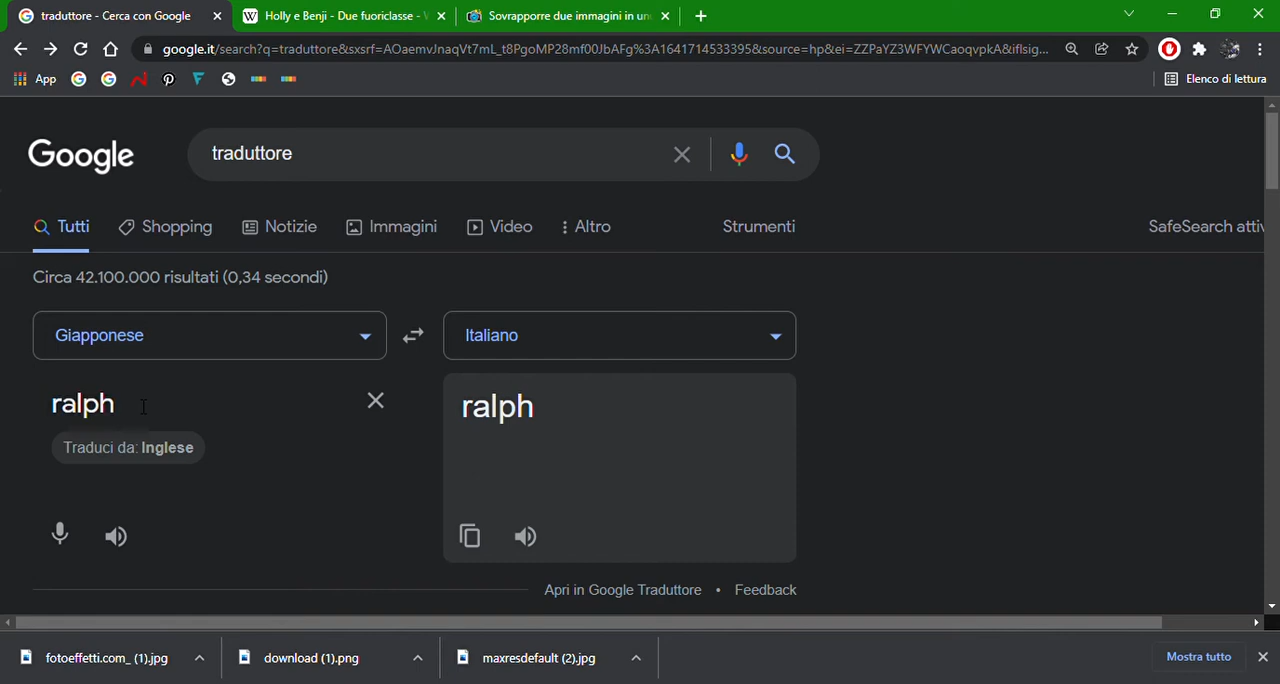 traduttore - Cerca con Google
Holly e Benji - Due fuoriclasse -
Sovrapporre due immagini in un
google.it/search?q=traduttore&sxsrf=AOaemvJnaqVt7mL_t8PgoMP28mf00JbAFg%3A1641714533395&source=hp&ei=ZZPaYZ3WFYWCaoqvpkA&iflsig...
App
Elenco di lettura
Google
traduttore
Tutti
Shopping
Notizie
Immagini
Video
Altro
Strumenti
SafeSearch attiv
Circa 42.100.000 risultati (0,34 secondi)
Giapponese
Italiano
ralph
ralph
Traduci da: Inglese
Apri in Google Traduttore • Feedback
fotoeffetti.com_ (1).jpg
download (1).png
maxresdefault (2).jpg
Mostra tutto